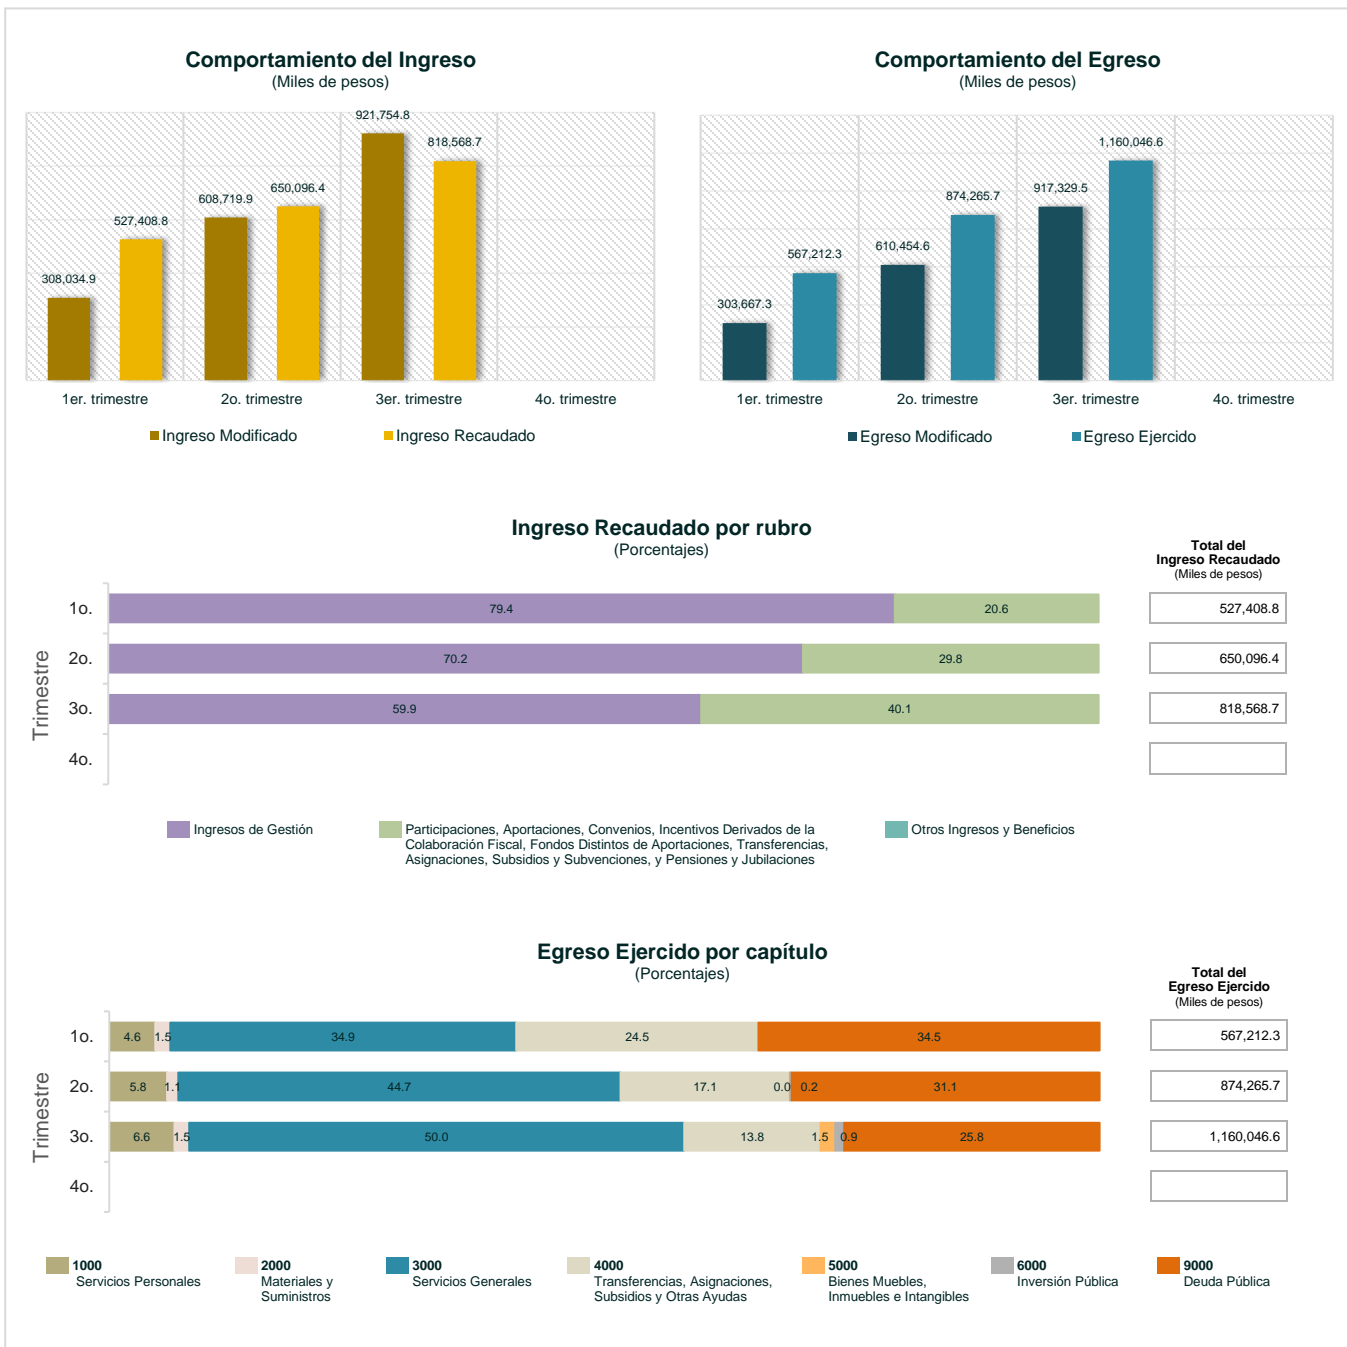 Comportamiento del Ingreso
(Miles de pesos)
921,754.8
818,568.7
650,096.4
608,719.9
527,408.8
308,034.9
1er. trimestre 2o. trimestre 3er. trimestre 4o. trimestre
Ingreso Modificado Ingreso Recaudado
Comportamiento del Egreso
(Miles de pesos)
1,160,046.6
917,329.5
874,265.7
610,454.6
567,212.3
303,667.3
1er. trimestre 2o. trimestre 3er. trimestre 4o. trimestre
Egreso Modificado Egreso Ejercido
Ingreso Recaudado por rubro
(Porcentajes)
Total del
Ingreso Recaudado
(Miles de pesos)
Trimestre
1o. 79.4 20.6 527,408.8
2o. 70.2 29.8 650,096.4
3o. 59.9 40.1 818,568.7
4o.
Ingresos de Gestión
Participaciones, Aportaciones, Convenios, Incentivos Derivados de la
Colaboración Fiscal, Fondos Distintos de Aportaciones, Transferencias,
Asignaciones, Subsidios y Subvenciones, y Pensiones y Jubilaciones
Otros Ingresos y Beneficios
Egreso Ejercido por capítulo
(Porcentajes)
Total del
Egreso Ejercido
(Miles de pesos)
Trimestre
1o. 4.6 1.5 34.9 24.5 34.5 567,212.3
2o. 5.8 1.1 44.7 17.1 0.0 0.2 31.1 874,265.7
3o. 6.6 1.5 50.0 13.8 1.5 0.9 25.8 1,160,046.6
4o.
1000
Servicios Personales
2000
Materiales y
Suministros
3000
Servicios Generales
4000
Transferencias, Asignaciones,
Subsidios y Otras Ayudas
5000
Bienes Muebles,
Inmuebles e Intangibles
6000
Inversión Pública
9000
Deuda Pública